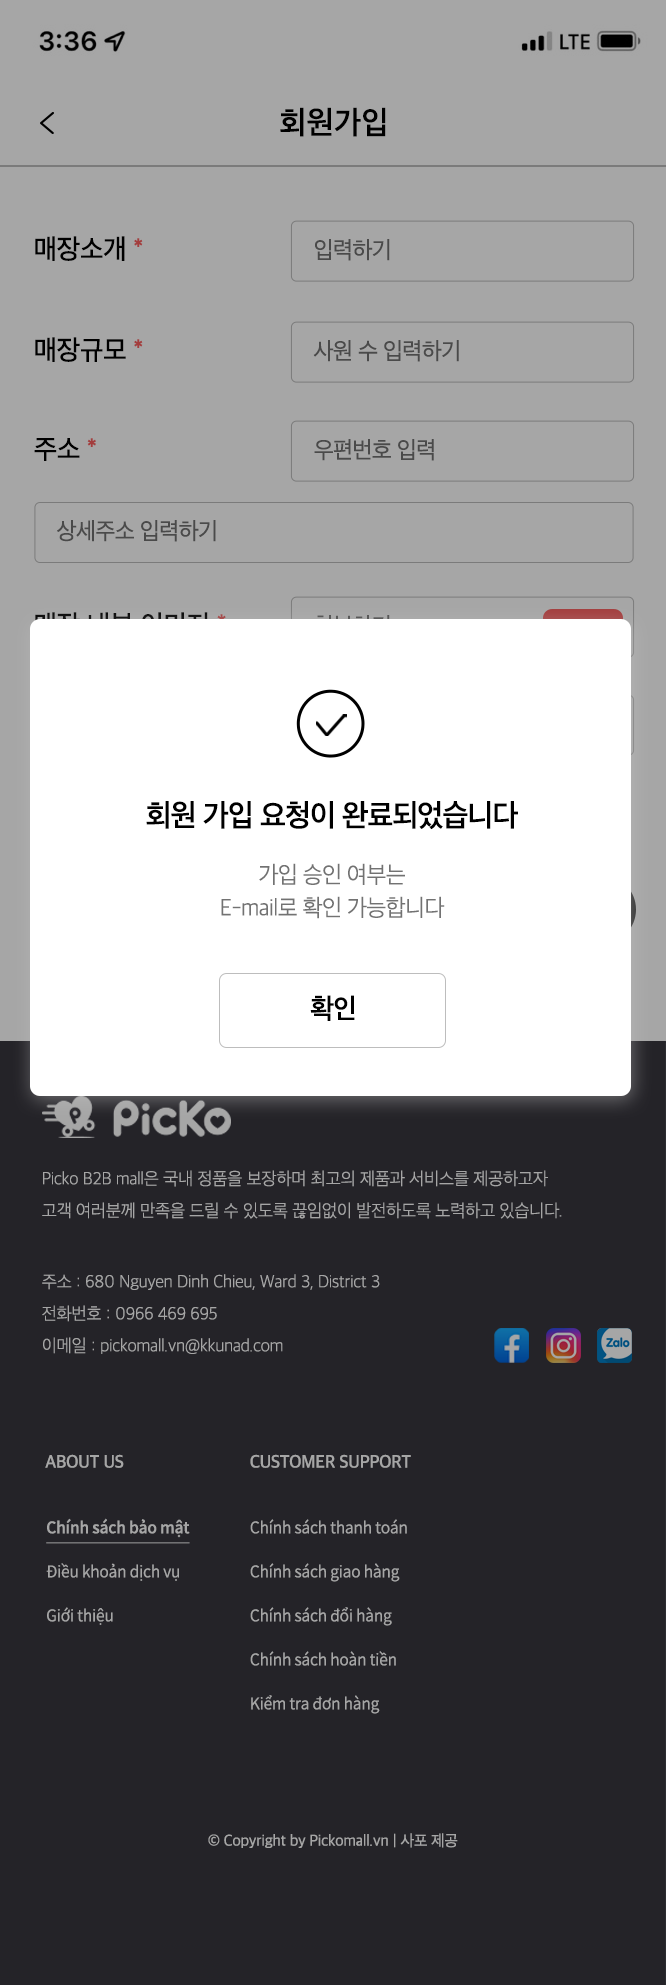 3:36
LTE
회원가입
매장소개 *
입력하기
매장규모 *
사원 수 입력하기
주소 *
우편번호 입력
상세주소 입력하기
회원 가입 요청이 완료되었습니다
가입 승인 여부는
E-mail로 확인 가능합니다
확인
PicKo
Picko B2B mall은 국내 정품을 보장하며 최고의 제품과 서비스를 제공하고자
고객 여러분께 만족을 드릴 수 있도록 끊임없이 발전하도록 노력하고 있습니다.
주소 : 680 Nguyen Dinh Chieu, Ward 3, District 3
전화번호 : 0966 469 695
이메일 : pickomall.vn@kkunad.com
Zalo
ABOUT US
Chính sách bảo mật
Điều khoản dịch vụ
Giới thiệu
CUSTOMER SUPPORT
Chính sách thanh toán
Chính sách giao hàng
Chính sách đổi hàng
Chính sách hoàn tiền
Kiểm tra đơn hàng
© Copyright by Pickomall.vn | 사포 제공